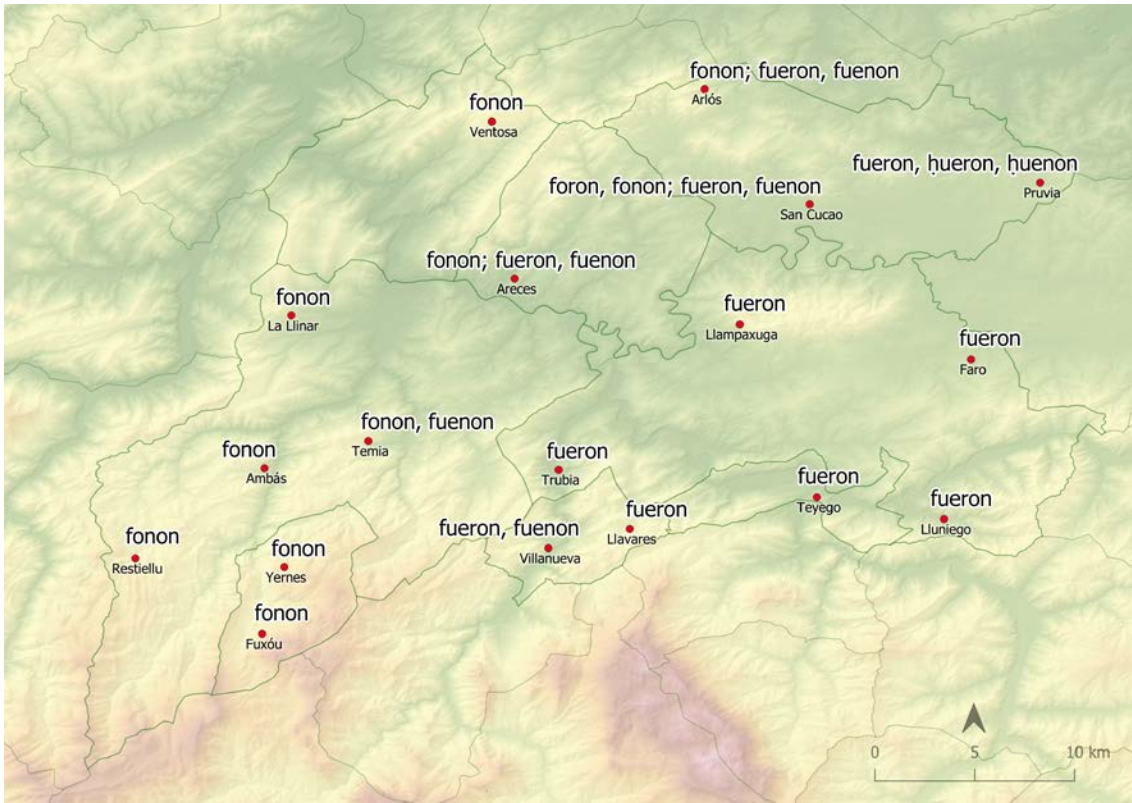 fonon; fueron, fuenon
Arlós
fonon
Ventosa
fueron, ḥueron, ḥuenon
Pruvia
foron, fonon; fueron, fuenon
San Cucao
fonon; fueron, fuenon
Areces
fonon
La Llinar
fueron
Llampaxuga
fueron
Faro
fonon, fuenon
Temia
fonon
Ambás
fueron
Trubia
fueron
Teyego
fueron
Lluniego
fueron
Llavares
fueron, fuenon
Villanueva
fonon
Restiellu
fonon
Yernes
fonon
Fuxóu
0 5 10 km